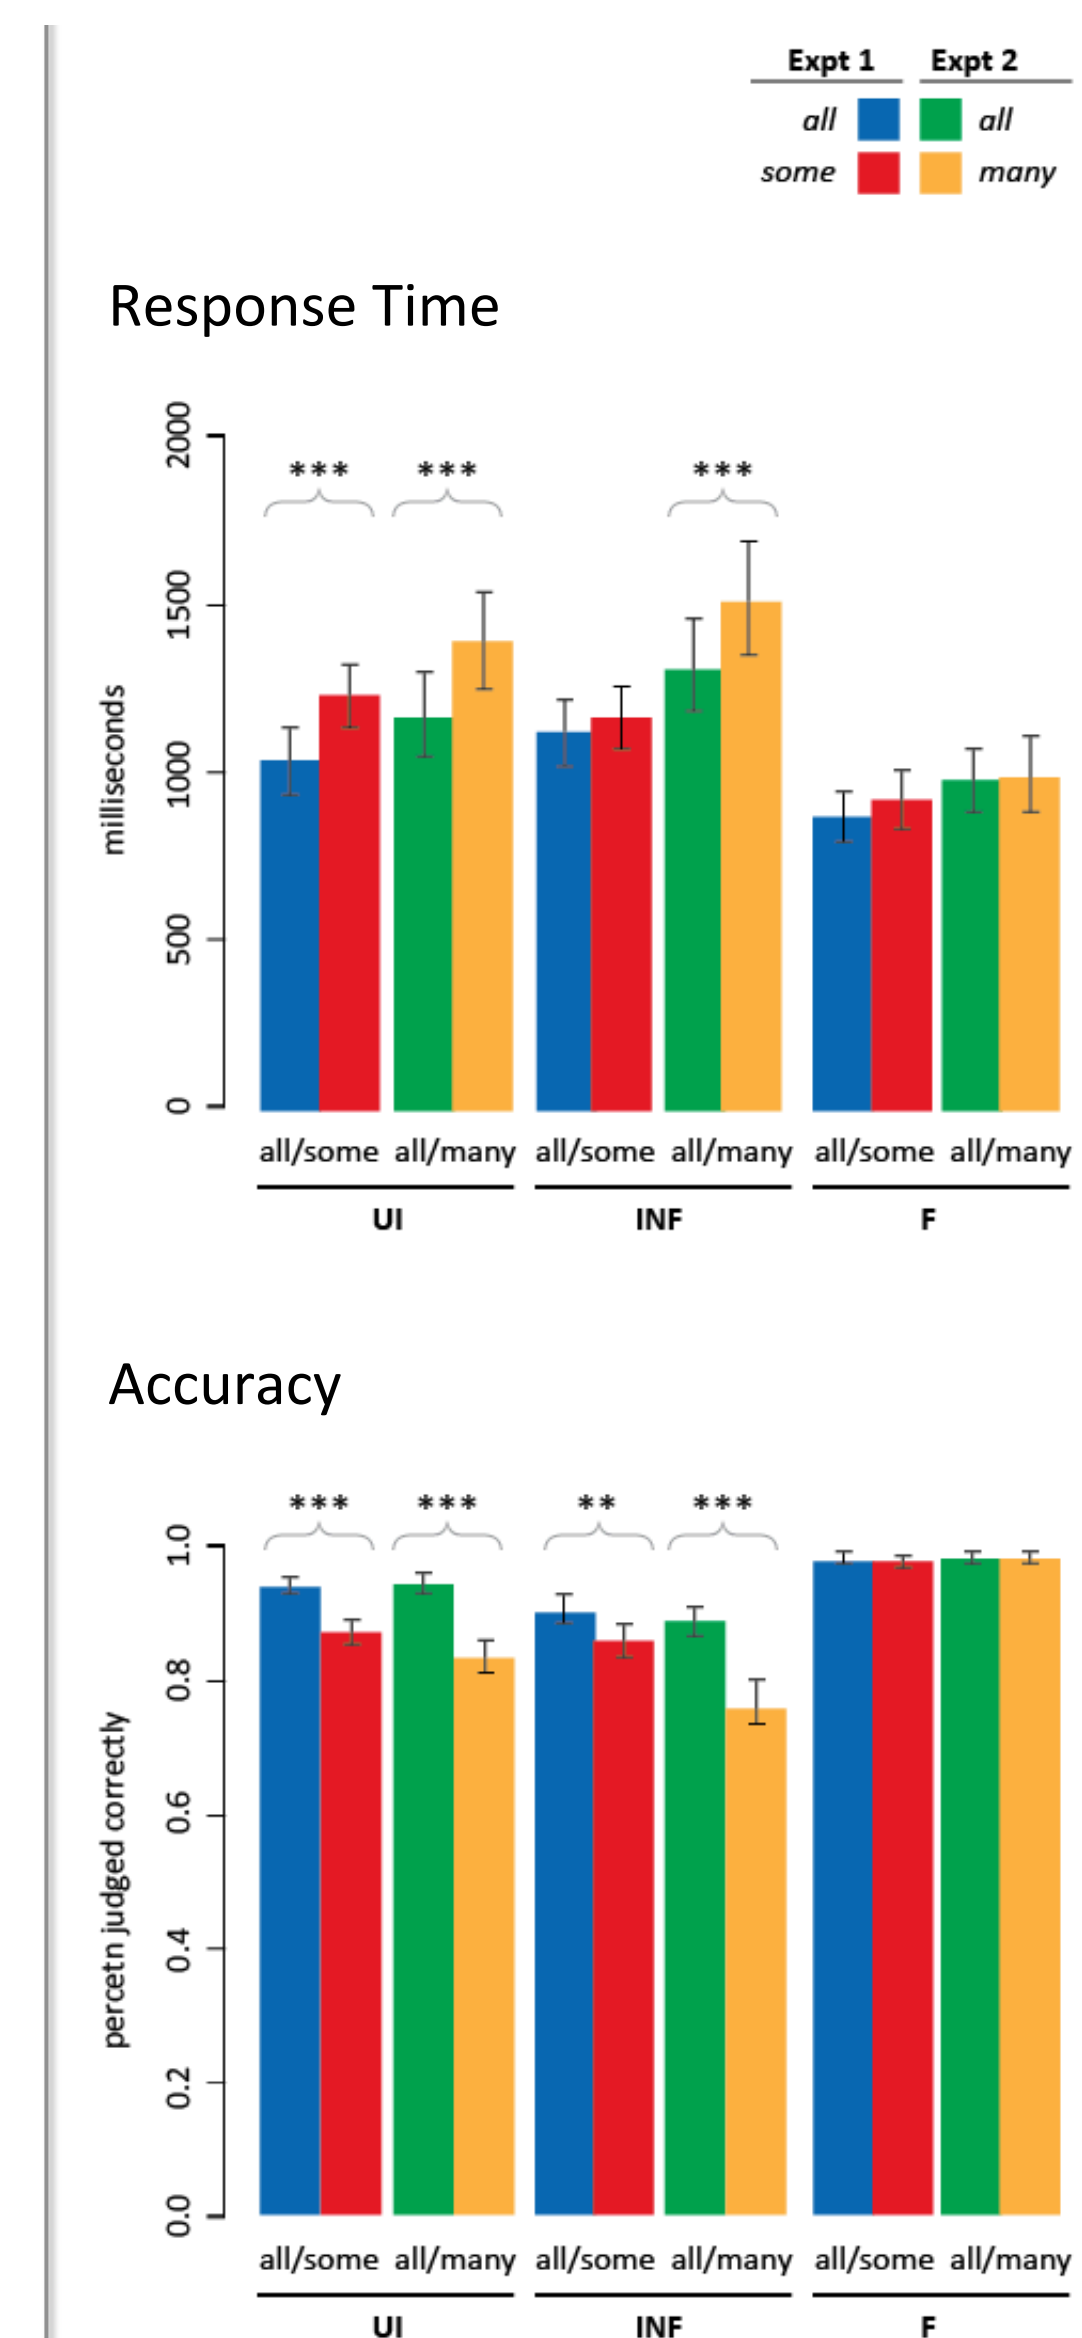 Expt 1 Expt 2
all all
some many
Response Time
2000
*** *** ***
1500
1000
500
0
milliseconds
all/some all/many all/some all/many all/some all/many
UI INF F
Accuracy
*** *** ** ***
1.0
0.8
0.6
0.4
0.2
0.0
percetn judged correctly
all/some all/many all/some all/many all/some all/many
UI INF F